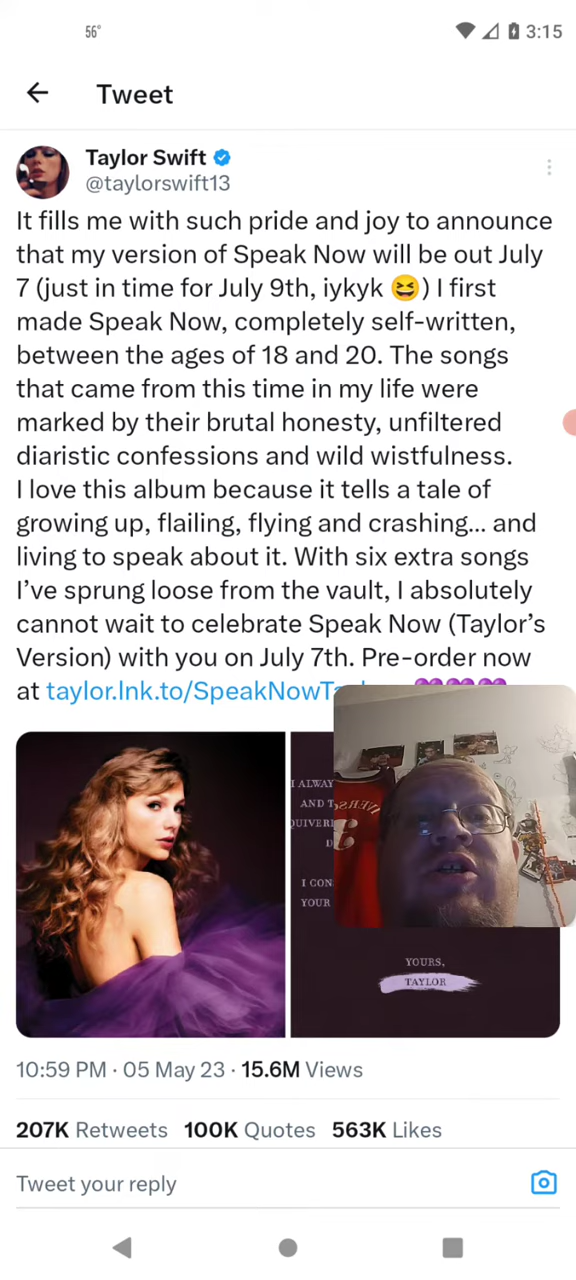 56°
3:15
Tweet
Taylor Swift
@taylorswift13
It fills me with such pride and joy to announce
that my version of Speak Now will be out July
7 (just in time for July 9th, iykyk 😆) I first
made Speak Now, completely self-written,
between the ages of 18 and 20. The songs
that came from this time in my life were
marked by their brutal honesty, unfiltered
diaristic confessions and wild wistfulness.
I love this album because it tells a tale of
growing up, flailing, flying and crashing... and
living to speak about it. With six extra songs
I've sprung loose from the vault, I absolutely
cannot wait to celebrate Speak Now (Taylor's
Version) with you on July 7th. Pre-order now
at taylor.lnk.to/SpeakNowT
I
AND
I CON
YOUR
YOURS,
TAYLOR
10:59 PM · 05 May 23 · 15.6M Views
207K Retweets 100K Quotes 563K Likes
Tweet your reply